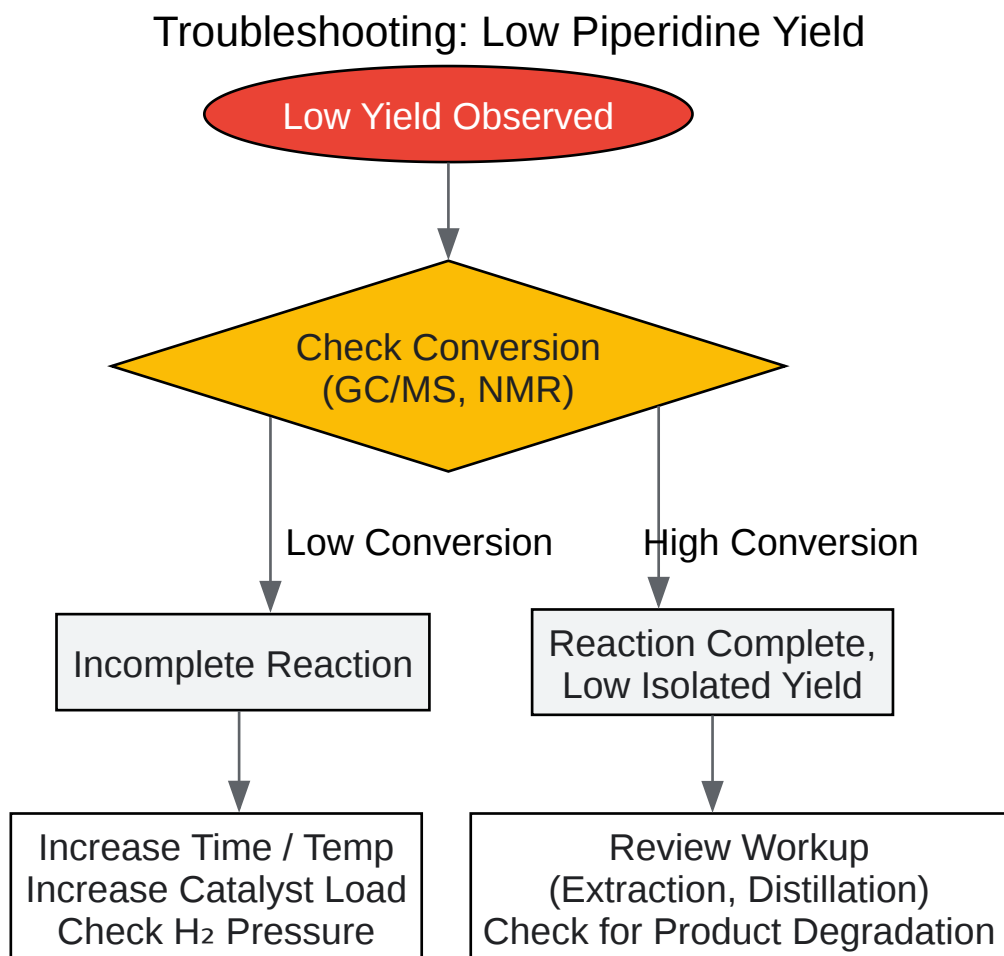 Troubleshooting: Low Piperidine Yield
Low Yield Observed
Check Conversion
(GC/MS, NMR)
Low Conversion
High Conversion
Incomplete Reaction
Reaction Complete,
Low Isolated Yield
Increase Time / Temp
Increase Catalyst Load
Check H₂ Pressure
Review Workup
(Extraction, Distillation)
Check for Product Degradation